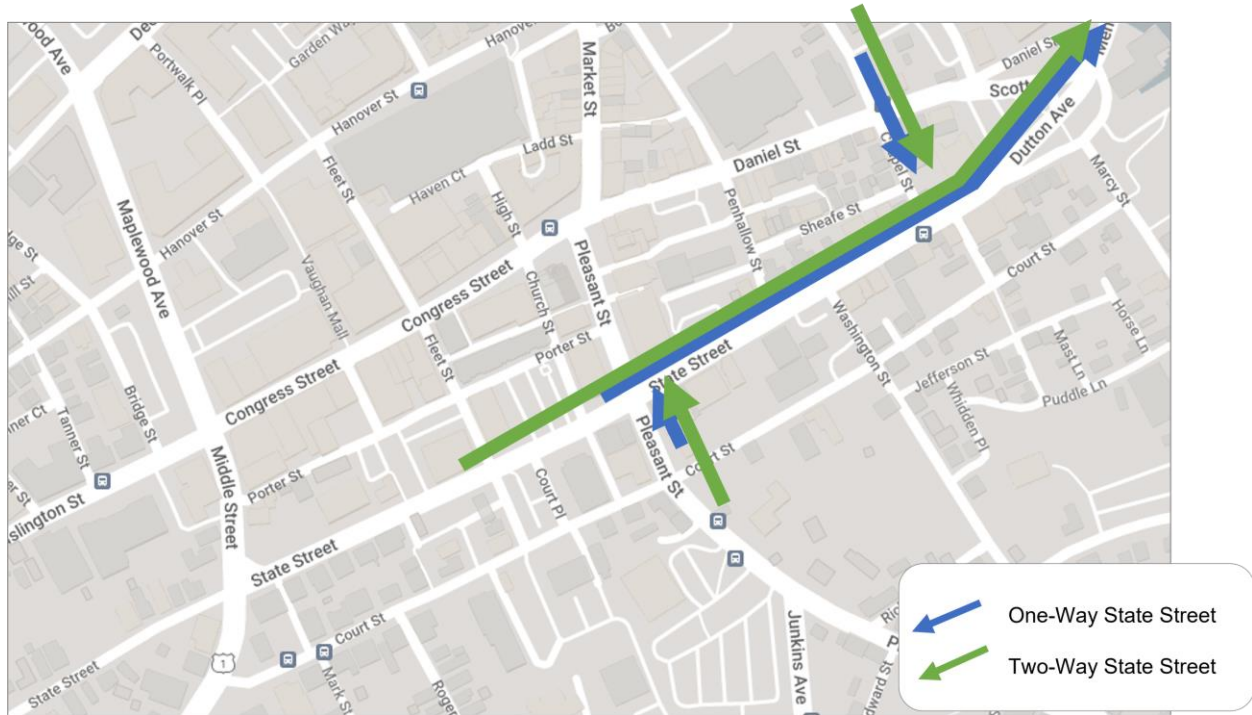 Maplewood Ave
Portwalk Pl
Garden Way
Hanover St
Hanover St
Hanover St
Market St
Ladd St
Haven Ct
High St
Fleet St
Daniel St
Daniel St
Scott
Dutton Ave
Chapel St
Marcy St
Penhallow St
Sheafe St
Court St
Maplewood Ave
Vaughan Mall
Congress Street
Church St
Pleasant St
Porter St
Fleet St
State Street
Washington St
Jefferson St
Mast Ln
Horse Ln
Whidden Pl
Puddle Ln
Congress Street
Bridge St
Tanner St
Tanner Ct
Middle Street
Porter St
Pleasant St
Court St
Court Pl
Islington St
State Street
Court St
Mark St
State Street
1
Junkins Ave
One-Way State Street
Two-Way State Street